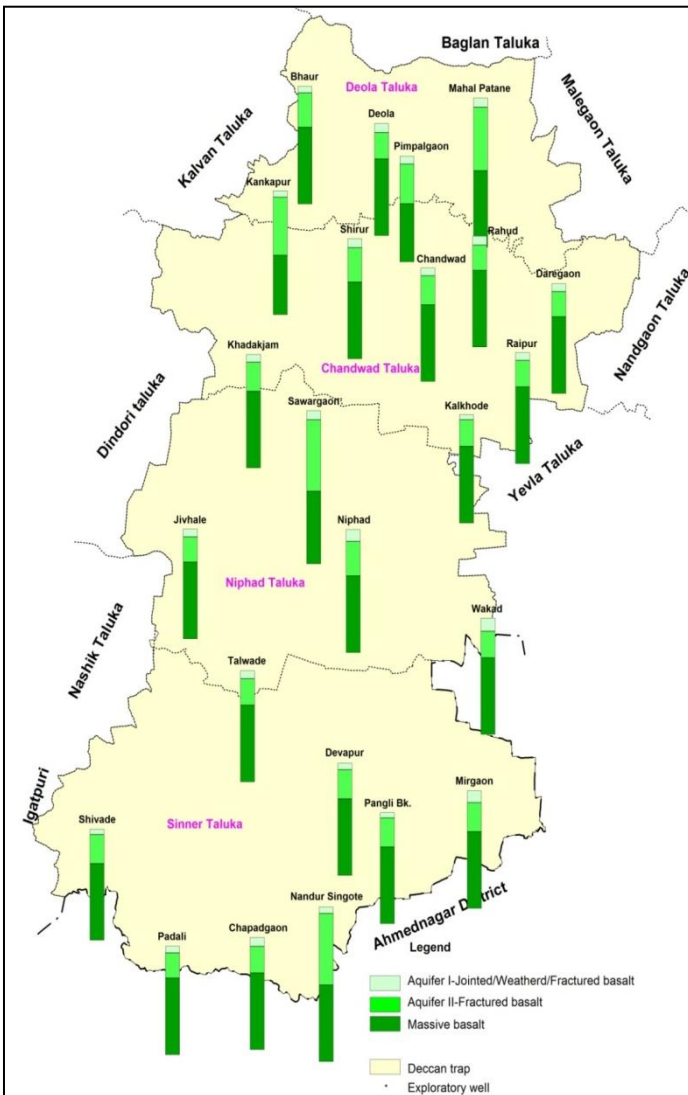 Baglan Taluka
Bhaur
Deola Taluka
Mahal Patane
Malegaon Taluka
Deola
Kalvan Taluka
Pimpalgaon
Kankapur
Shirur
Rahud
Chandwad
Daregaon
Nandgaon Taluka
Khadakjam
Raipur
Chandwad Taluka
Dindori taluka
Sawargaon
Kalkhode
Yevla Taluka
Jivhale
Niphad
Niphad Taluka
Wakad
Nashik Taluka
Talwade
Devapur
Mirgaon
Igatpuri
Pangli Bk.
Shivade
Sinner Taluka
Nandur Singote
Ahmednagar District
Chapadgaon
Padali
Legend
Aquifer I-Jointed/Weatherd/Fractured basalt
Aquifer II-Fractured basalt
Massive basalt
Deccan trap
Exploratory well